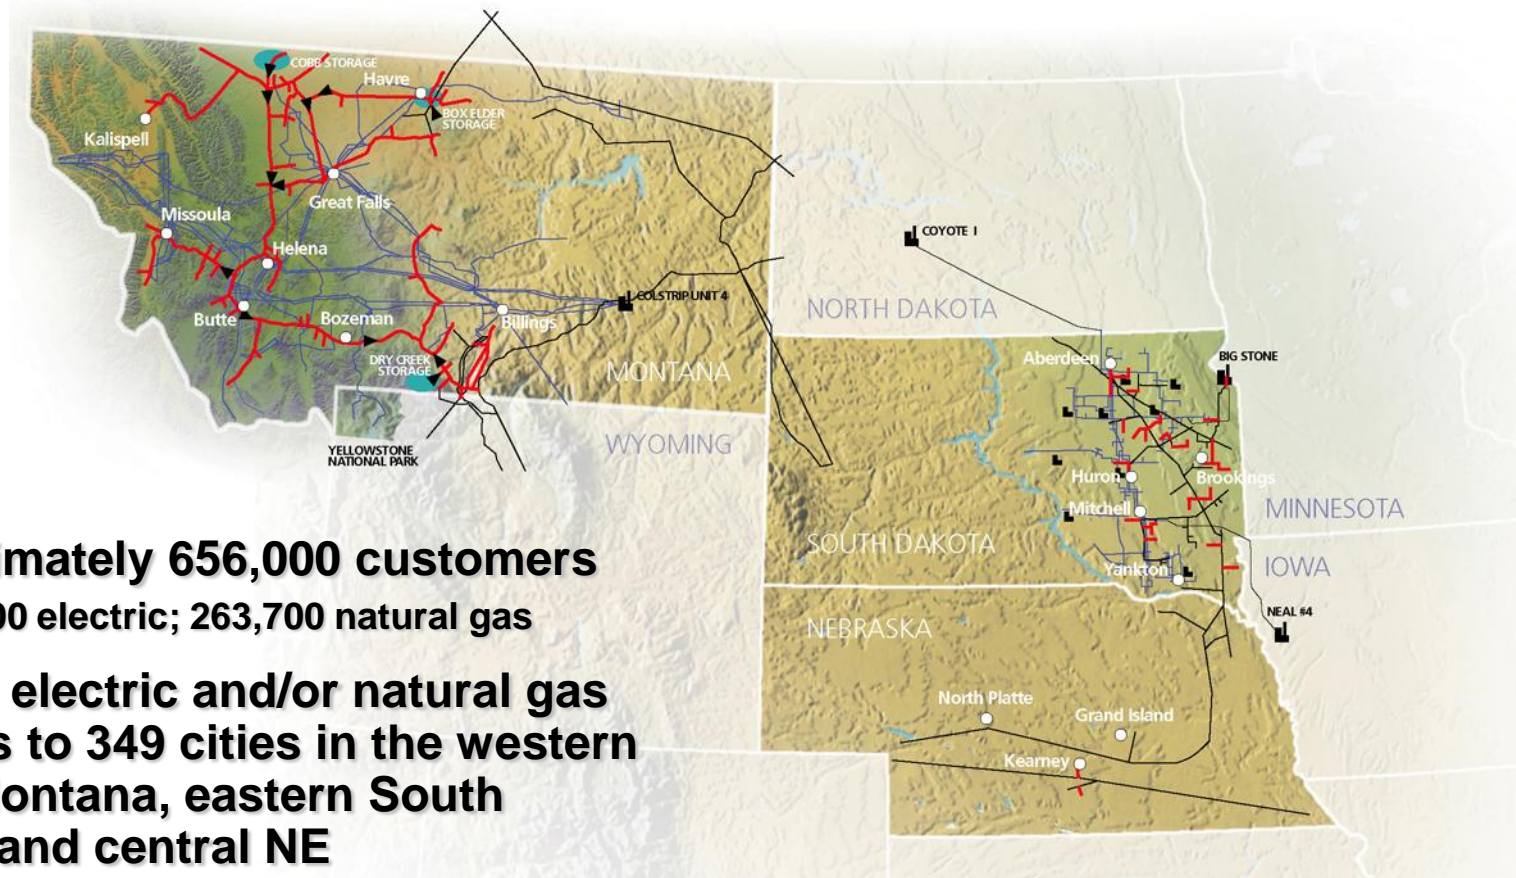 COBB STORAGE
Havre
BOX ELDER
STORAGE
Kalispell
Great Falls
Missoula
Helena
COYOTE I
COLSTRIP UNIT 4
NORTH DAKOTA
Butte
Bozeman
Billings
DRY CREEK
STORAGE
MONTANA
Aberdeen
BIG STONE
YELLOWSTONE
NATIONAL PARK
WYOMING
Huron
Brookings
Mitchell
MINNESOTA
SOUTH DAKOTA
Yankton
IOWA
NEAL #4
NEBRASKA
North Platte
Grand Island
Kearney
imately 656,000 customers
00 electric; 263,700 natural gas
electric and/or natural gas
s to 349 cities in the western
ontana, eastern South
and central NE